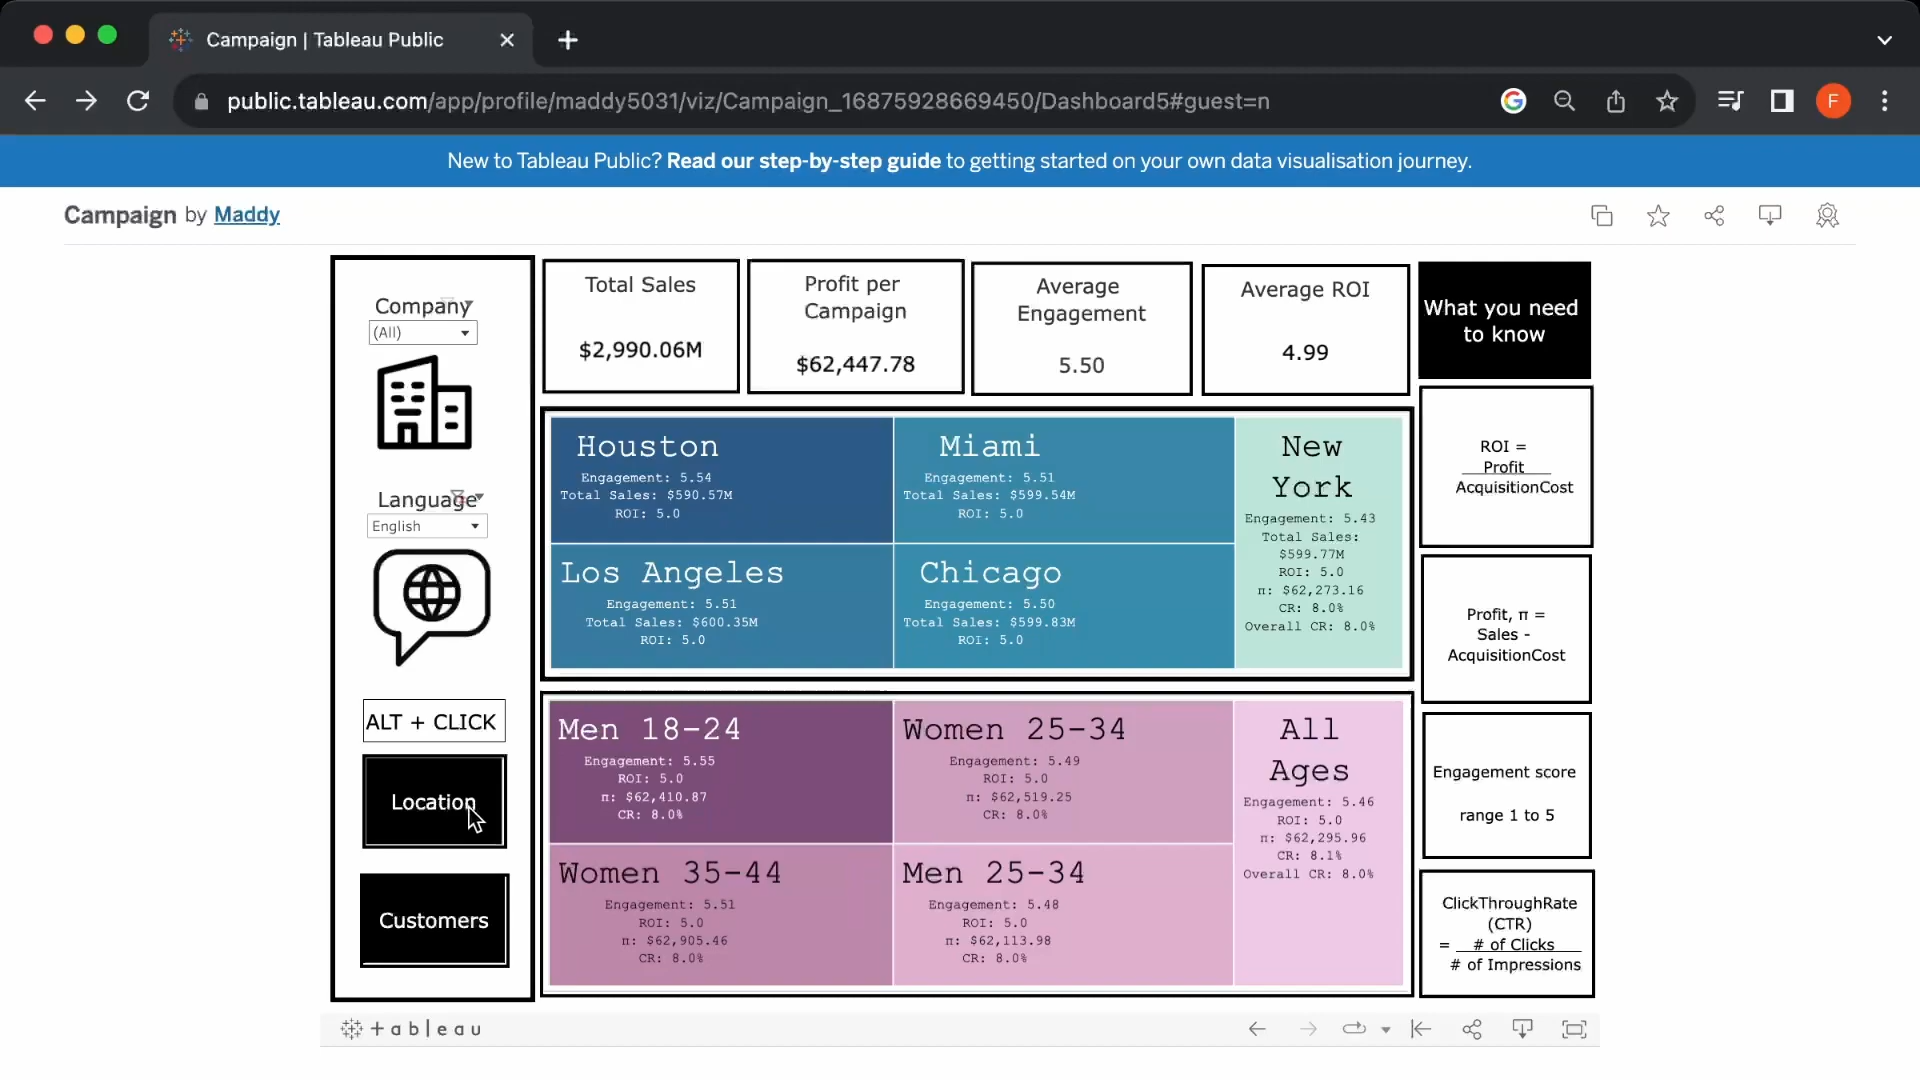 Campaign | Tableau Public
public.tableau.com/app/profile/maddy5031/viz/Campaign_16875928669450/Dashboard5#guest=n
F
New to Tableau Public? Read our step-by-step guide to getting started on your own data visualisation journey.
Campaign by Maddy
Company
(All)
Language
English
ALT + CLICK
Location
Customers
Total Sales
$2,990.06M
Profit per
Campaign
$62,447.78
Average
Engagement
5.50
Average ROI
4.99
What you need
to know
Houston
Engagement: 5.54
Total Sales: $590.57M
ROI: 5.0
Miami
Engagement: 5.51
Total Sales: $599.54M
ROI: 5.0
New
York
Engagement: 5.43
Total Sales:
$599.77M
ROI: 5.0
π: $62,273.16
CR: 8.0%
Overall CR: 8.0%
Los Angeles
Engagement: 5.51
Total Sales: $600.35M
ROI: 5.0
Chicago
Engagement: 5.50
Total Sales: $599.83M
ROI: 5.0
Men 18-24
Engagement: 5.55
ROI: 5.0
π: $62,410.87
CR: 8.0%
Women 25-34
Engagement: 5.49
ROI: 5.0
π: $62,519.25
CR: 8.0%
All
Ages
Engagement: 5.46
ROI: 5.0
π: $62,295.96
CR: 8.1%
Overall CR: 8.0%
Women 35-44
Engagement: 5.51
ROI: 5.0
π: $62,905.46
CR: 8.0%
Men 25-34
Engagement: 5.48
ROI: 5.0
π: $62,113.98
CR: 8.0%
ROI =
Profit
AcquisitionCost
Profit, π =
Sales -
AcquisitionCost
Engagement score
range 1 to 5
ClickThroughRate
(CTR)
= # of Clicks
# of Impressions
+ableau